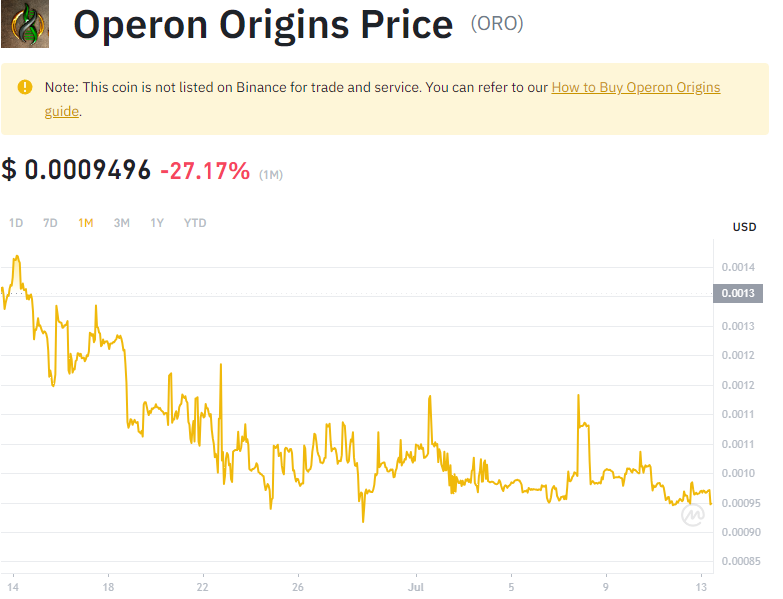 Operon Origins Price (ORO)
Note: This coin is not listed on Binance for trade and service. You can refer to our How to Buy Operon Origins
guide.
$ 0.0009496 -27.17% (1M)
1D 7D 1M 3M 1Y YTD
USD
0.0014
0.0013
0.0013
0.0012
0.0012
0.0011
0.0011
0.0010
0.00095
0.00090
0.00085
14 18 22 26 Jul 5 9 13